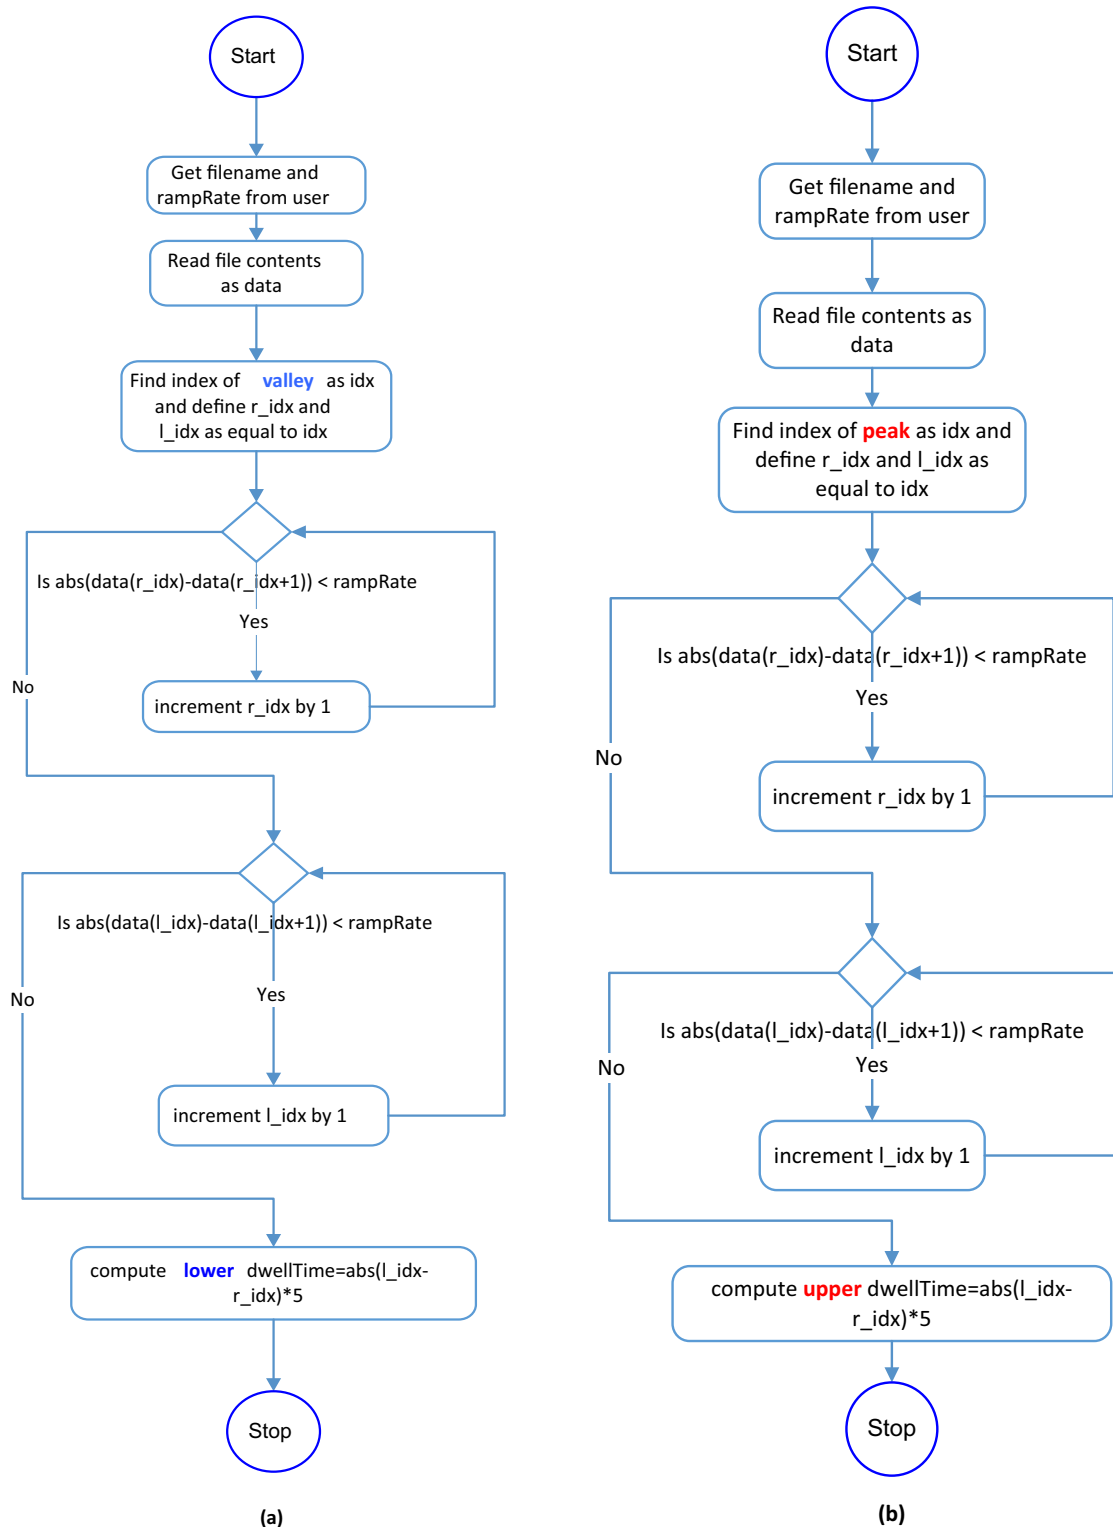 Start
Get filename and
rampRate from user
Read file contents
as data
Find index of valley as idx
and define r_idx and
l_idx as equal to idx
Is abs(data(r_idx)-data(r_idx+1)) < rampRate
Yes
No
increment r_idx by 1
Is abs(data(l_idx)-data(l_idx+1)) < rampRate
Yes
No
increment l_idx by 1
compute lower dwellTime=abs(l_idx-
r_idx)*5
Stop
(a)
Start
Get filename and
rampRate from user
Read file contents as
data
Find index of peak as idx and
define r_idx and l_idx as
equal to idx
Is abs(data(r_idx)-data(r_idx+1)) < rampRate
Yes
No
increment r_idx by 1
Is abs(data(l_idx)-data(l_idx+1)) < rampRate
Yes
No
increment l_idx by 1
compute upper dwellTime=abs(l_idx-
r_idx)*5
Stop
(b)